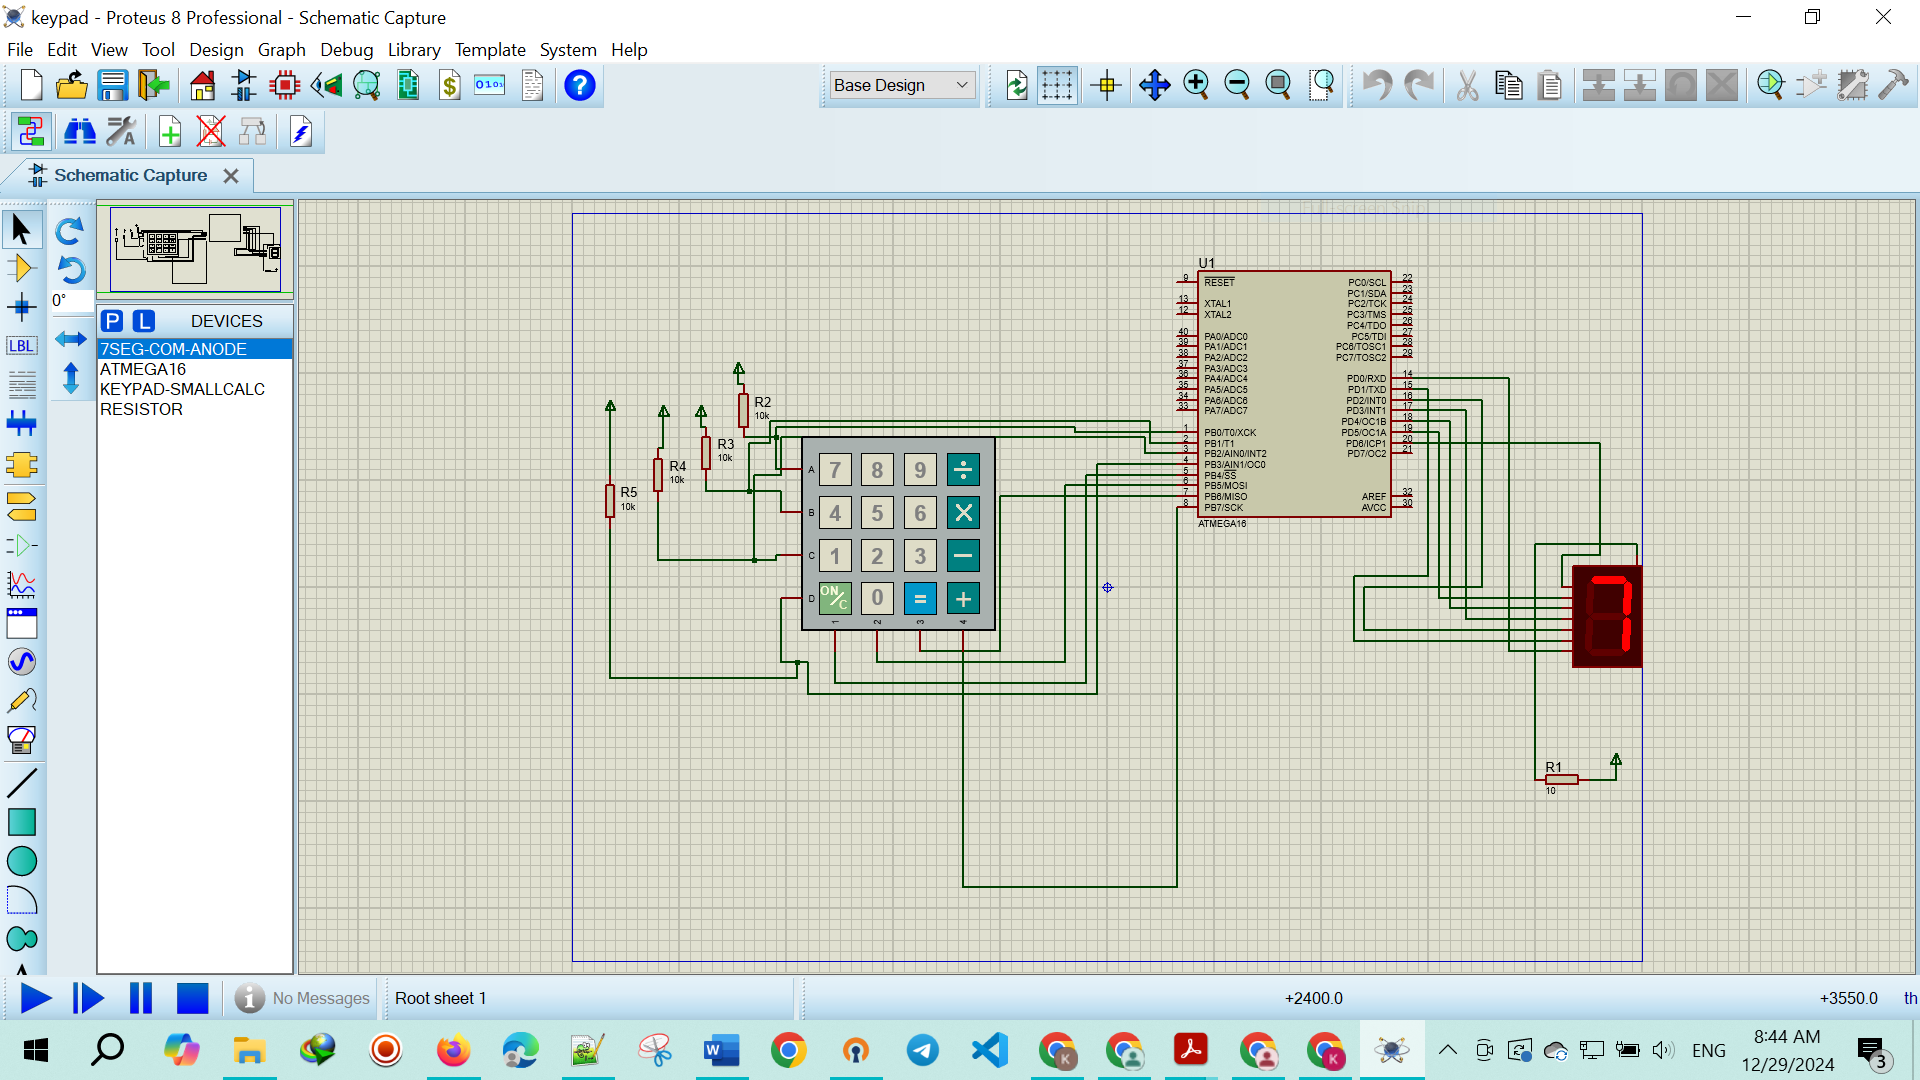 keypad - Proteus 8 Professional - Schematic Capture
File Edit View Tool Design Graph Debug Library Template System Help
Base Design
Schematic Capture
0°
P L DEVICES
7SEG-COM-ANODE
ATMEGA16
KEYPAD-SMALLCALC
RESISTOR
LBL
U1
9 RESET PC0/SCL 22
PC1/SDA 23
13 XTAL1 PC2/TCK 24
12 XTAL2 PC3/TMS 25
PC4/TDO 26
40 PA0/ADC0 PC5/TDI 27
39 PA1/ADC1 PC6/TOSC1 28
38 PA2/ADC2 PC7/TOSC2 29
37 PA3/ADC3
36 PA4/ADC4 PD0/RXD 14
35 PA5/ADC5 PD1/TXD 15
34 PA6/ADC6 PD2/INT0 16
33 PA7/ADC7 PD3/INT1 17
PD4/OC1B 18
1 PB0/T0/XCK PD5/OC1A 19
2 PB1/T1 PD6/ICP1 20
3 PB2/AIN0/INT2 PD7/OC2 21
4 PB3/AIN1/OC0
5 PB4/SS
6 PB5/MOSI
7 PB6/MISO AREF 32
8 PB7/SCK AVCC 30
ATMEGA16
R2
10k
R3
10k
R4
10k
R5
10k
A 7 8 9 ÷
B 4 5 6 ×
C 1 2 3 −
D ON/C 0 = +
1 2 3 4
7
R1
10
No Messages
Root sheet 1
+2400.0
+3550.0
th
ENG
8:44 AM
12/29/2024
3